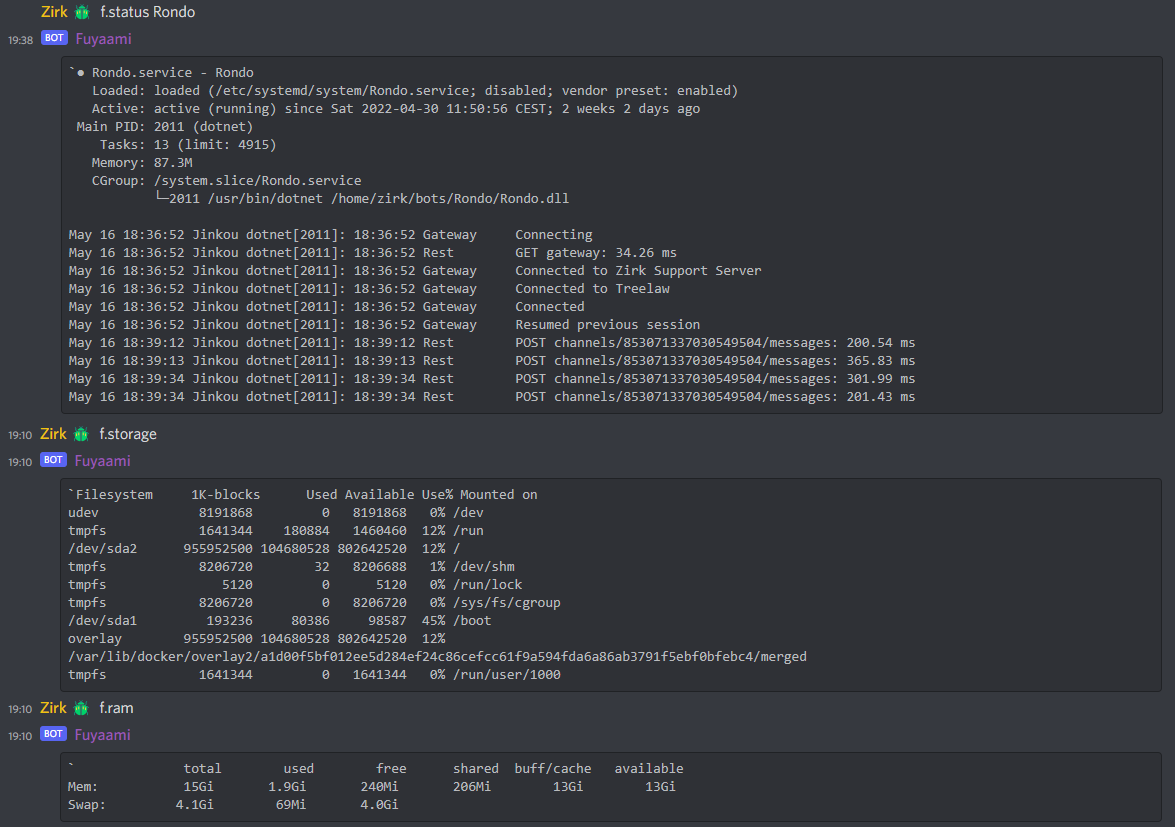 Zirk f.status Rondo
19:38 BOT Fuyaami
`● Rondo.service - Rondo
Loaded: loaded (/etc/systemd/system/Rondo.service; disabled; vendor preset: enabled)
Active: active (running) since Sat 2022-04-30 11:50:56 CEST; 2 weeks 2 days ago
Main PID: 2011 (dotnet)
Tasks: 13 (limit: 4915)
Memory: 87.3M
CGroup: /system.slice/Rondo.service
└─2011 /usr/bin/dotnet /home/zirk/bots/Rondo/Rondo.dll
May 16 18:36:52 Jinkou dotnet[2011]: 18:36:52 Gateway Connecting
May 16 18:36:52 Jinkou dotnet[2011]: 18:36:52 Rest GET gateway: 34.26 ms
May 16 18:36:52 Jinkou dotnet[2011]: 18:36:52 Gateway Connected to Zirk Support Server
May 16 18:36:52 Jinkou dotnet[2011]: 18:36:52 Gateway Connected to Treelaw
May 16 18:36:52 Jinkou dotnet[2011]: 18:36:52 Gateway Connected
May 16 18:36:52 Jinkou dotnet[2011]: 18:36:52 Gateway Resumed previous session
May 16 18:39:12 Jinkou dotnet[2011]: 18:39:12 Rest POST channels/853071337030549504/messages: 200.54 ms
May 16 18:39:13 Jinkou dotnet[2011]: 18:39:13 Rest POST channels/853071337030549504/messages: 365.83 ms
May 16 18:39:34 Jinkou dotnet[2011]: 18:39:34 Rest POST channels/853071337030549504/messages: 301.99 ms
May 16 18:39:34 Jinkou dotnet[2011]: 18:39:34 Rest POST channels/853071337030549504/messages: 201.43 ms
19:10 Zirk f.storage
19:10 BOT Fuyaami
`Filesystem 1K-blocks Used Available Use% Mounted on
udev 8191868 0 8191868 0% /dev
tmpfs 1641344 180884 1460460 12% /run
/dev/sda2 955952500 104680528 802642520 12% /
tmpfs 8206720 32 8206688 1% /dev/shm
tmpfs 5120 0 5120 0% /run/lock
tmpfs 8206720 0 8206720 0% /sys/fs/cgroup
/dev/sda1 193236 80386 98587 45% /boot
overlay 955952500 104680528 802642520 12%
/var/lib/docker/overlay2/a1d00f5bf012ee5d284ef24c86cefcc61f9a594fda6a86ab3791f5ebf0bfebc4/merged
tmpfs 1641344 0 1641344 0% /run/user/1000
19:10 Zirk f.ram
19:10 BOT Fuyaami
` total used free shared buff/cache available
Mem: 15Gi 1.9Gi 240Mi 206Mi 13Gi 13Gi
Swap: 4.1Gi 69Mi 4.0Gi